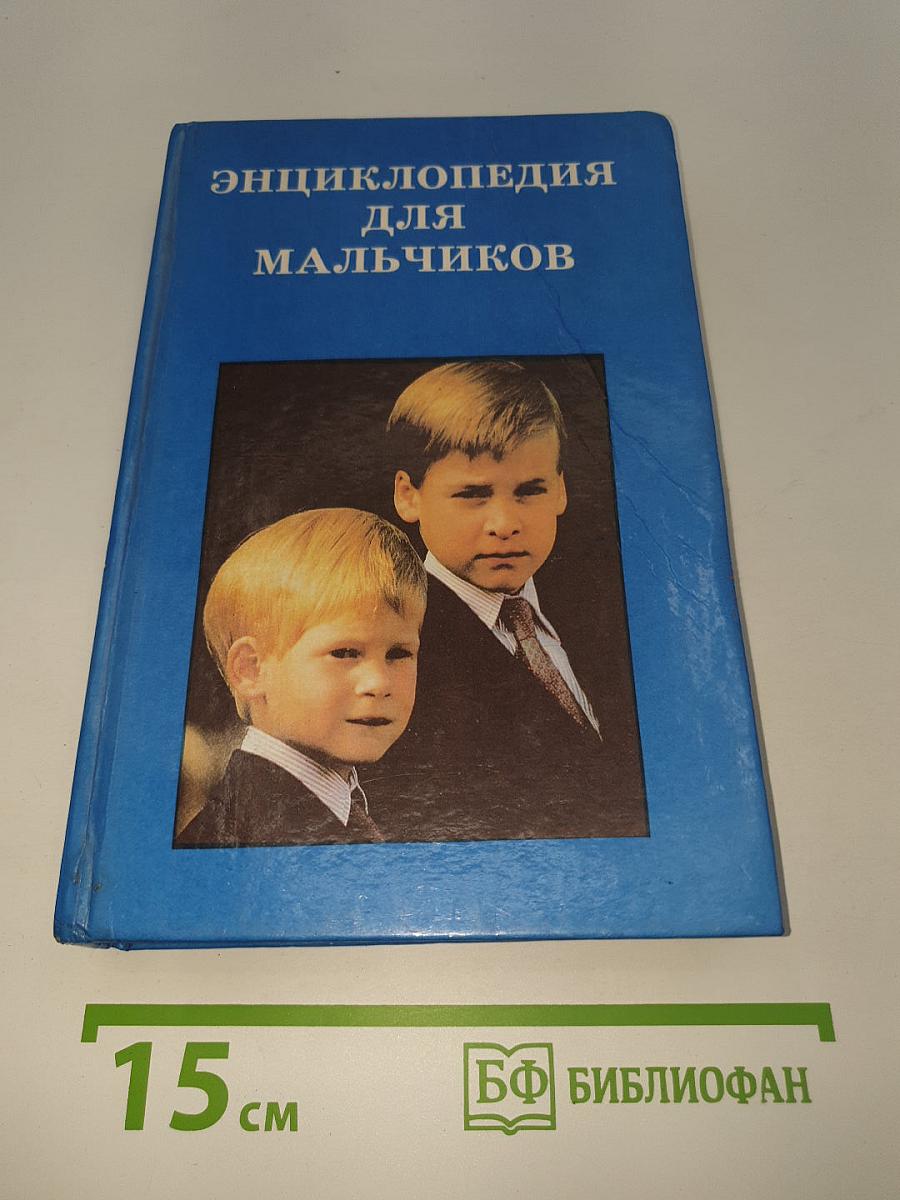 ЭНЦИКЛОПЕДИЯ
ДЛЯ
МАЛЬЧИКОВ
15 см
БФ БИБЛИОФАН